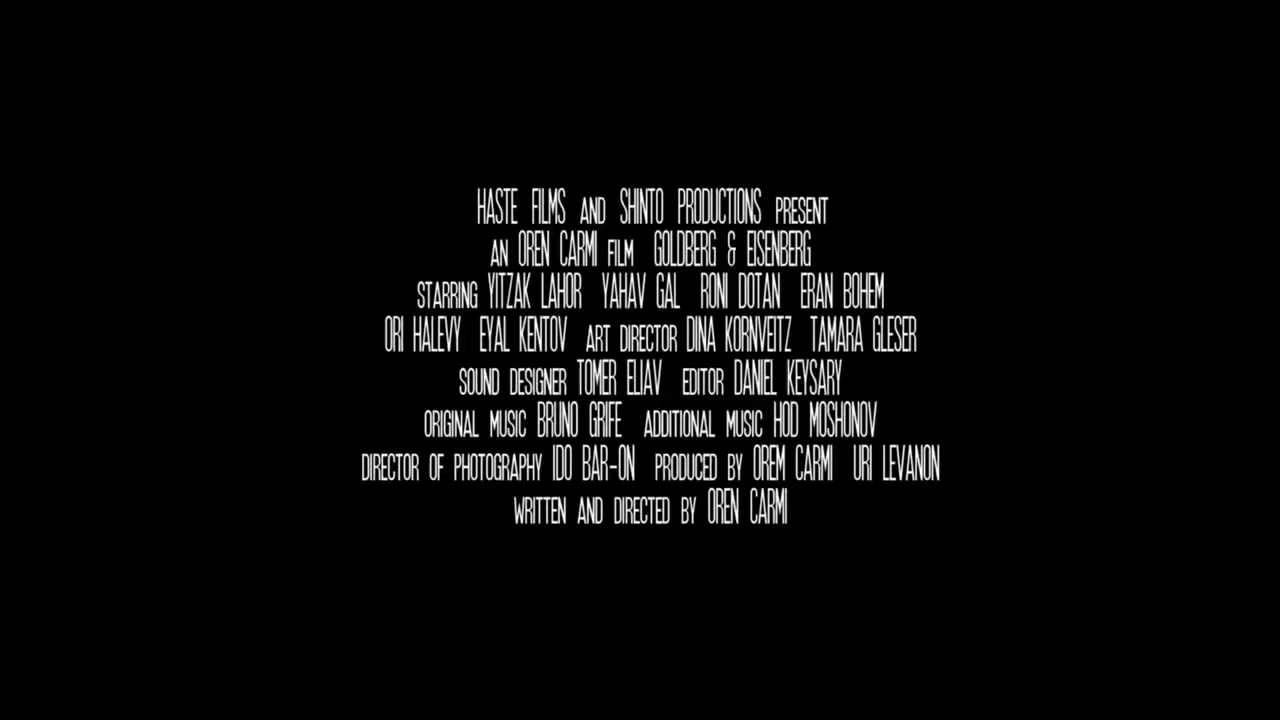 HASTE FILMS AND SHINTO PRODUCTIONS PRESENT
AN OREN CARMI FILM GOLDBERG & EISENBERG
STARRING YITZAK LAHOR YAHAV GAL RONI DOTAN ERAN BOHEM
ORI HALEVY EYAL KENTOV ART DIRECTOR DINA KORNVEITZ TAMARA GLESER
SOUND DESIGNER TOMER ELIAV EDITOR DANIEL KEYSARY
ORIGINAL MUSIC BRUNO GRIFE ADDITIONAL MUSIC HOD MOSHONOV
DIRECTOR OF PHOTOGRAPHY IDO BAR-ON PRODUCED BY OREM CARMI URI LEVANON
WRITTEN AND DIRECTED BY OREN CARMI